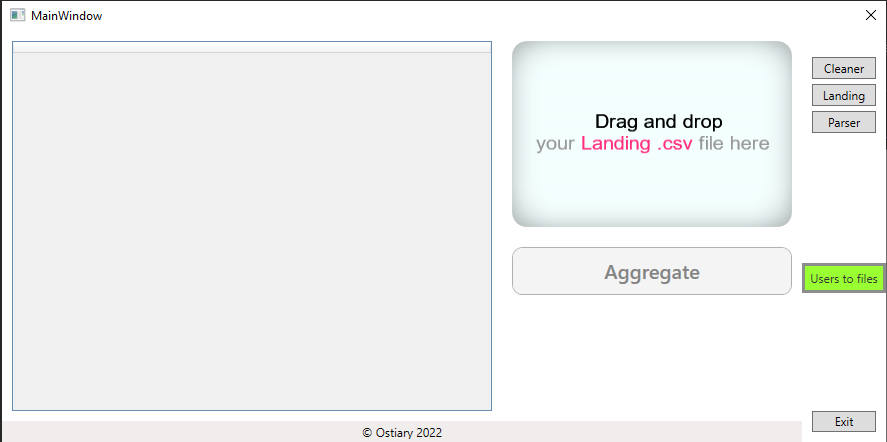 MainWindow
Drag and drop
your Landing .csv file here
Aggregate
Cleaner
Landing
Parser
Users to files
Exit
© Ostiary 2022